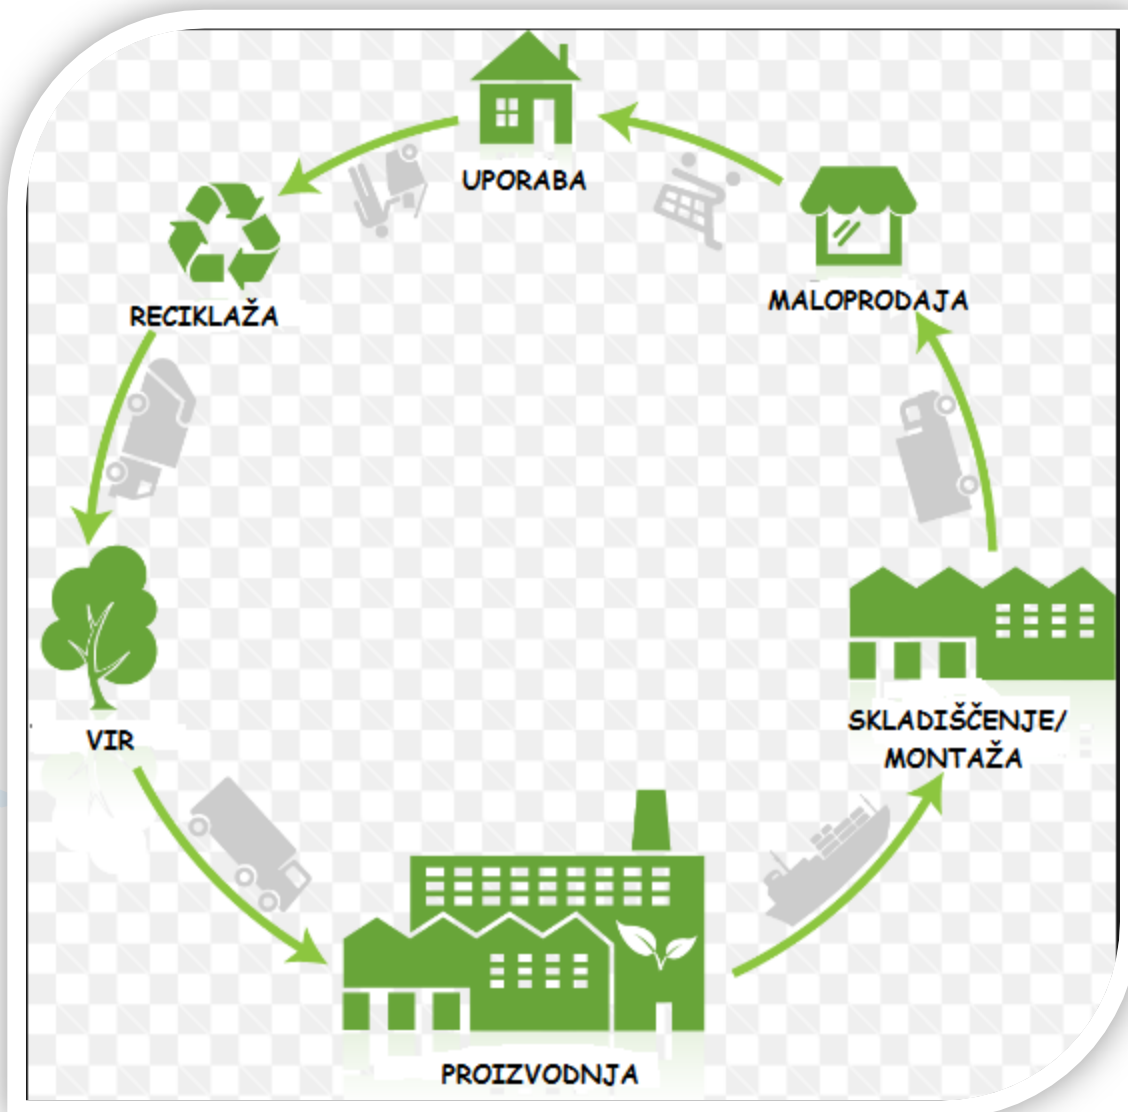 UPORABA
MALOPRODAJA
RECIKLAŽA
SKLADIŠČENJE/
MONTAŽA
VIR
PROIZVODNJA